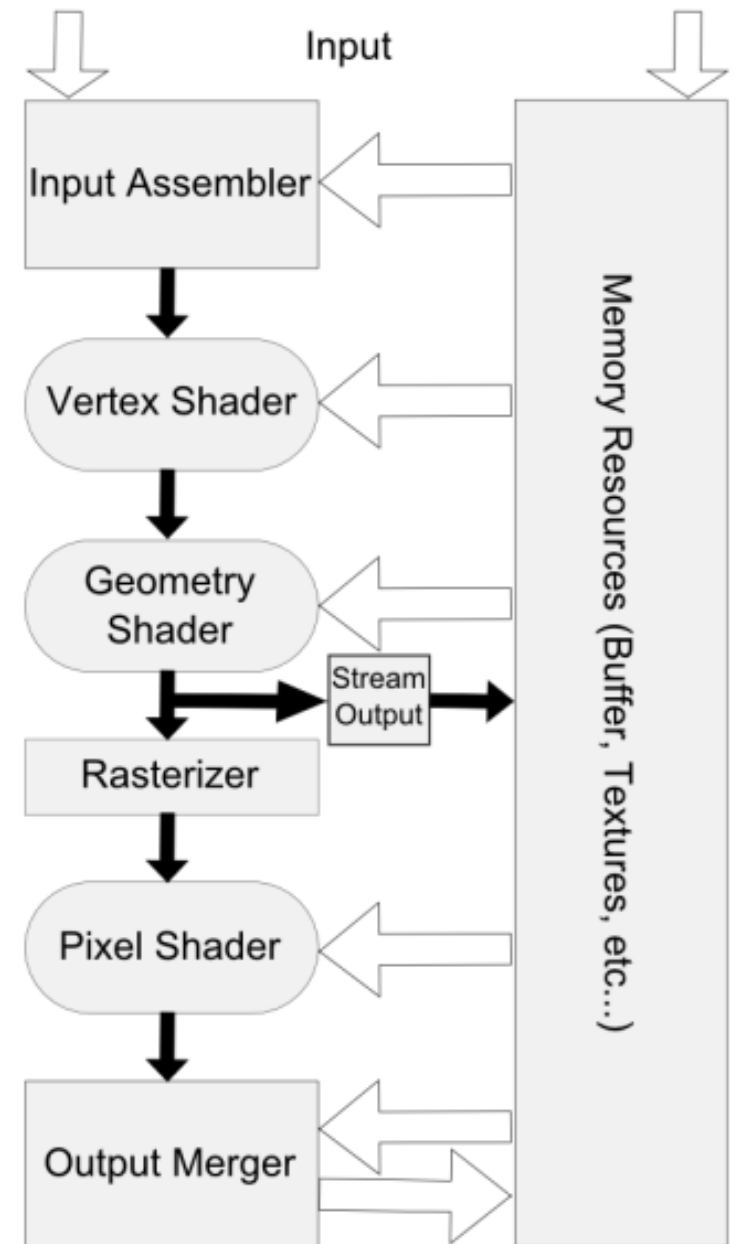 Input
Input Assembler
Vertex Shader
Geometry
Shader
Stream
Output
Rasterizer
Pixel Shader
Output Merger
Memory Resources (Buffer, Textures, etc...)